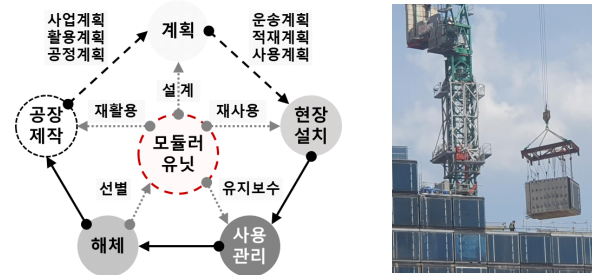 사업계획
활용계획
공정계획
계획
운송계획
적재계획
사용계획
설계
공장
제작
재활용
재사용
현장
설치
모듈러
유닛
선별
유지보수
해체
사용
관리